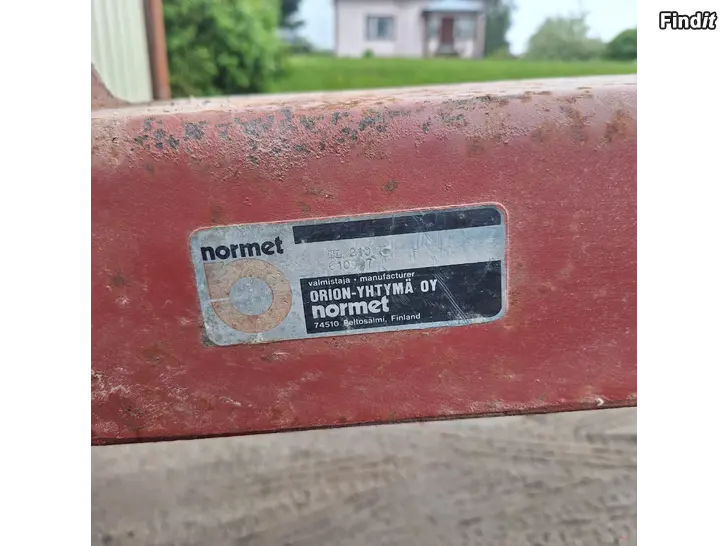 Findit
normet
valmistaja - manufacturer
ORION-YHTYMÄ OY
normet
74510 Peltosalmi, Finland